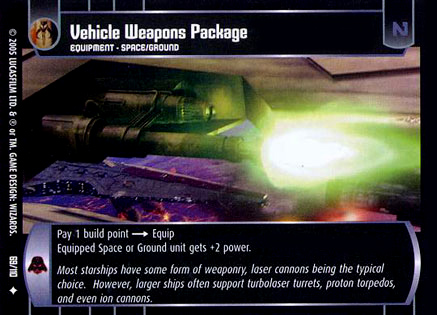 Vehicle Weapons Package
EQUIPMENT - SPACE/GROUND
N
Pay 1 build point → Equip
Equipped Space or Ground unit gets +2 power.
Most starships have some form of weaponry, laser cannons being the typical
choice. However, larger ships often support turbolaser turrets, proton torpedos,
and even ion cannons.
© 2005 LUCASFILM LTD. & ® or TM. GAME DESIGN: WIZARDS.
69/110